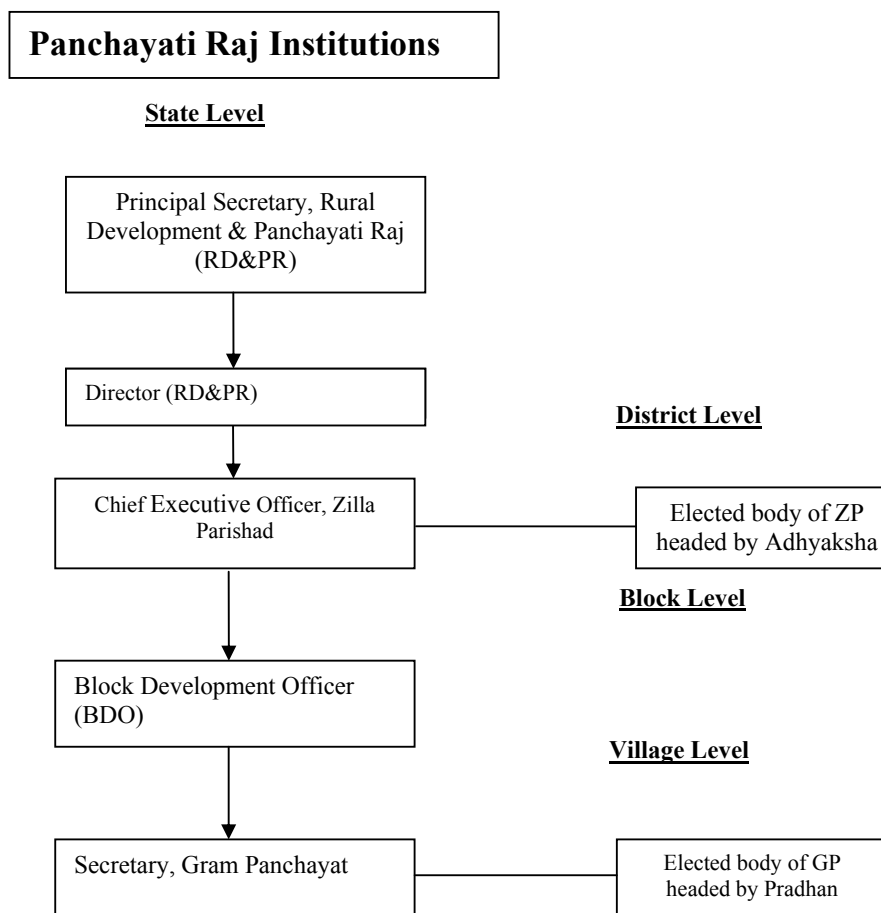 Panchayati Raj Institutions
State Level
Principal Secretary, Rural
Development & Panchayati Raj
(RD&PR)
Director (RD&PR)
District Level
Chief Executive Officer, Zilla
Parishad
Elected body of ZP
headed by Adhyaksha
Block Level
Block Development Officer
(BDO)
Village Level
Secretary, Gram Panchayat
Elected body of GP
headed by Pradhan